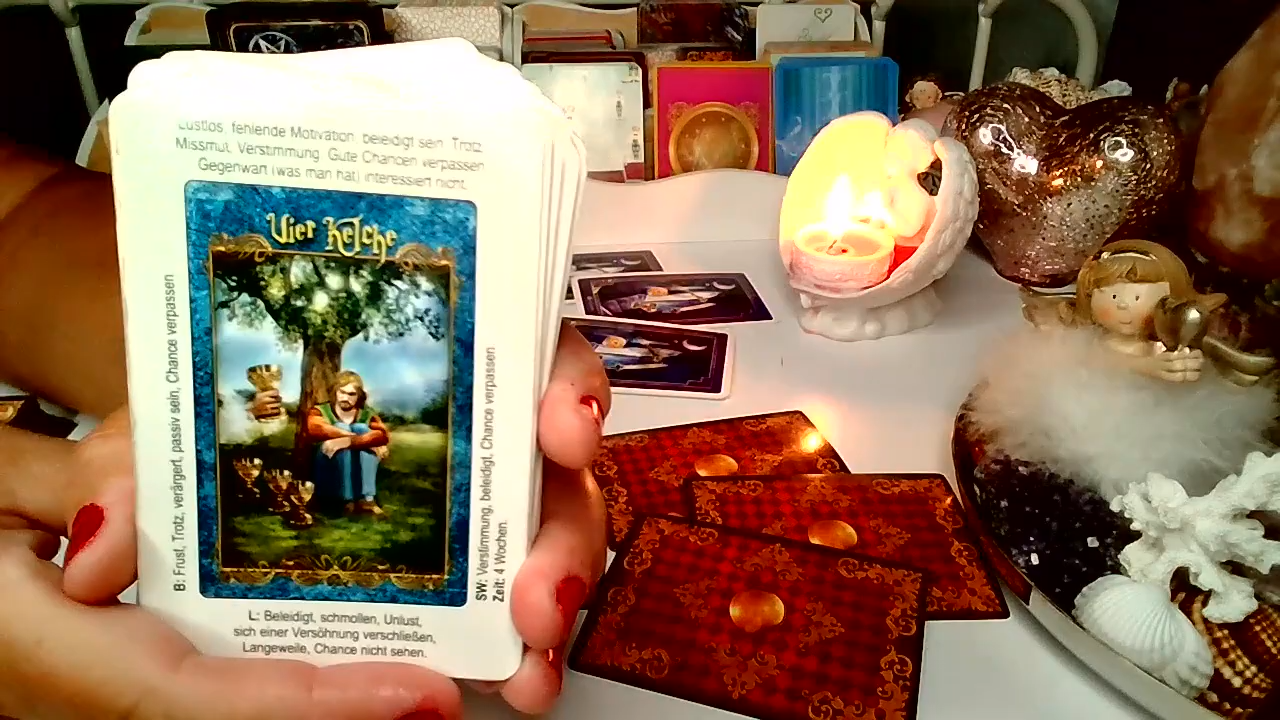 Lustlos, fehlende Motivation, beleidigt sein, Trotz,
Missmut, Verstimmung. Gute Chancen verpassen.
Gegenwart (was man hat) interessiert nicht.
Vier Kelche
B: Frust, Trotz, verärgert, passiv sein, Chance verpassen
SW: Verstimmung, beleidigt, Chance verpassen
Zeit: 4 Wochen.
L: Beleidigt, schmollen, Unlust,
sich einer Versöhnung verschließen,
Langeweile, Chance nicht sehen.